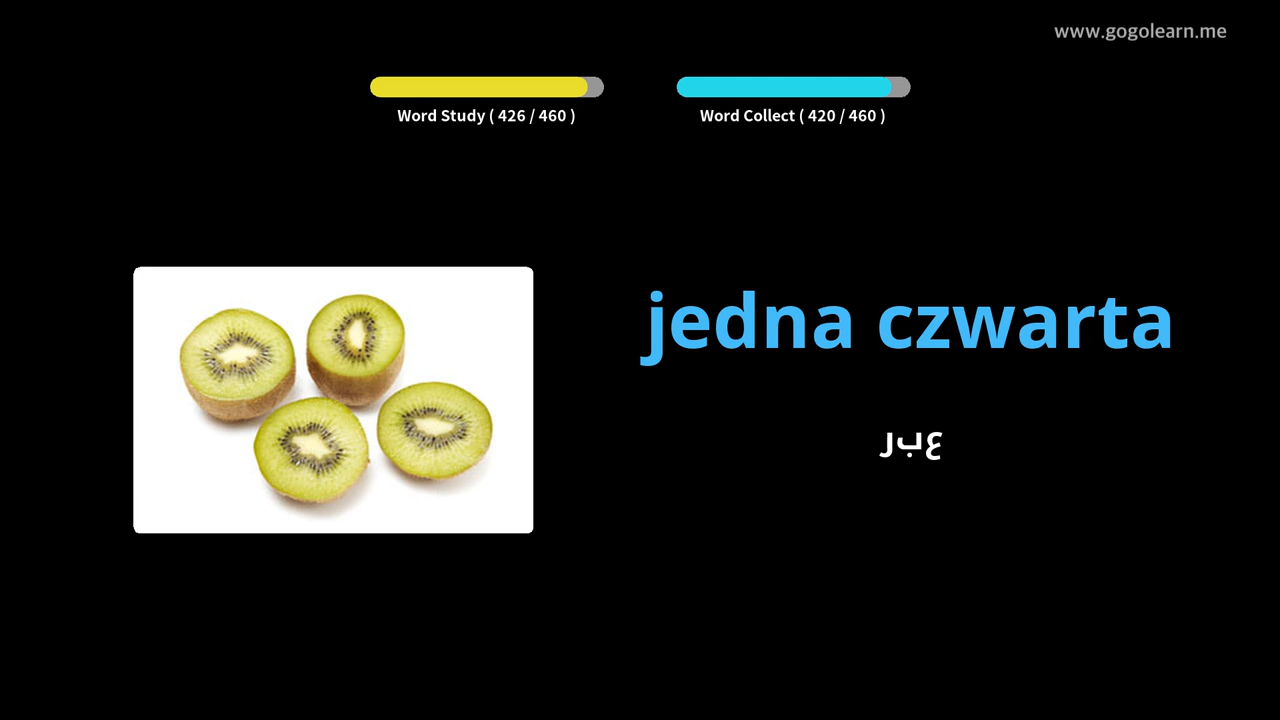 www.gogolearn.me
Word Study ( 426 / 460 )
Word Collect ( 420 / 460 )
jedna czwarta
ربع